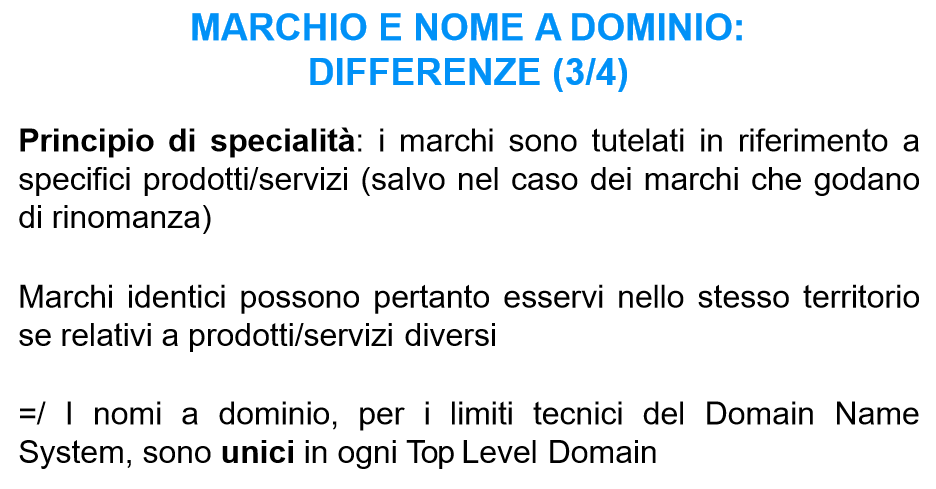 MARCHIO E NOME A DOMINIO:
DIFFERENZE (3/4)
Principio di specialità: i marchi sono tutelati in riferimento a
specifici prodotti/servizi (salvo nel caso dei marchi che godano
di rinomanza)
Marchi identici possono pertanto esservi nello stesso territorio
se relativi a prodotti/servizi diversi
=/ I nomi a dominio, per i limiti tecnici del Domain Name
System, sono unici in ogni Top Level Domain